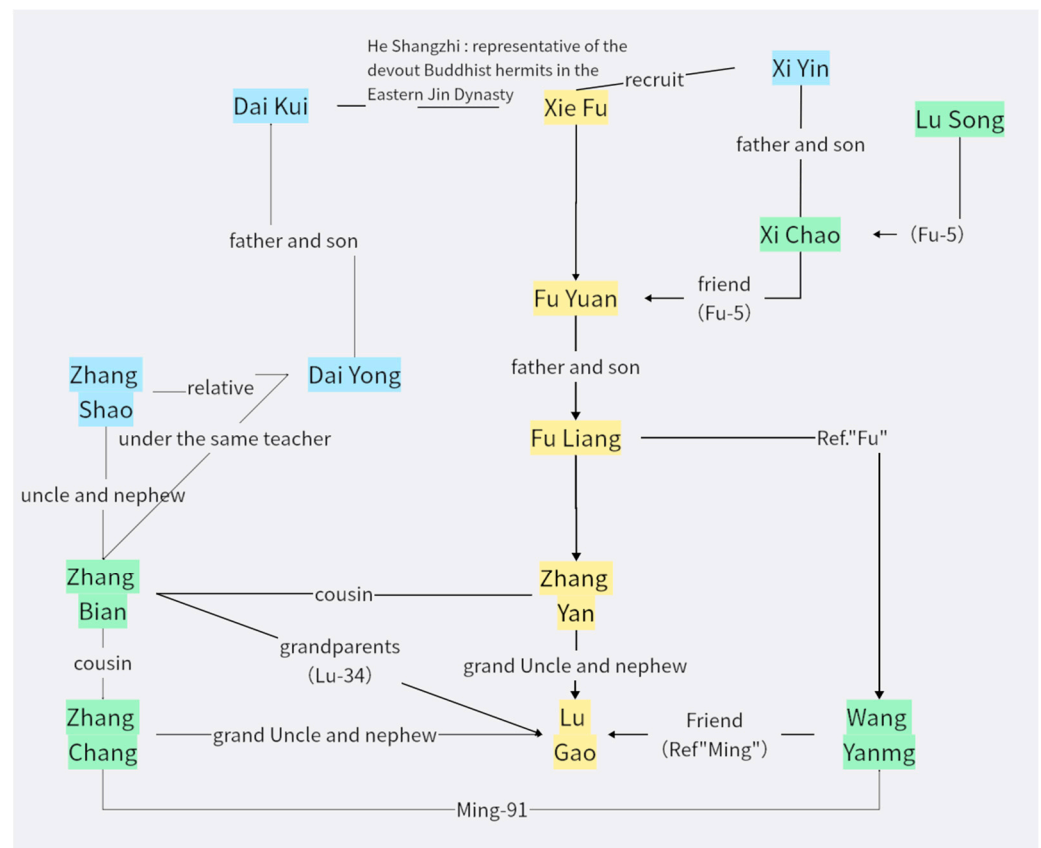 He Shangzhi : representative of the
devout Buddhist hermits in the
Eastern Jin Dynasty
Xi Yin
recruit
Dai Kui
Xie Fu
Lu Song
father and son
father and son
Xi Chao
(Fu-5)
friend
(Fu-5)
Fu Yuan
father and son
Zhang
Shao
relative
Dai Yong
under the same teacher
Fu Liang
Ref."Fu"
uncle and nephew
Zhang
Bian
cousin
Zhang
Yan
grandparents
(Lu-34)
cousin
grand Uncle and nephew
Zhang
Chang
grand Uncle and nephew
Lu
Gao
Friend
(Ref"Ming")
Wang
Yanmg
Ming-91